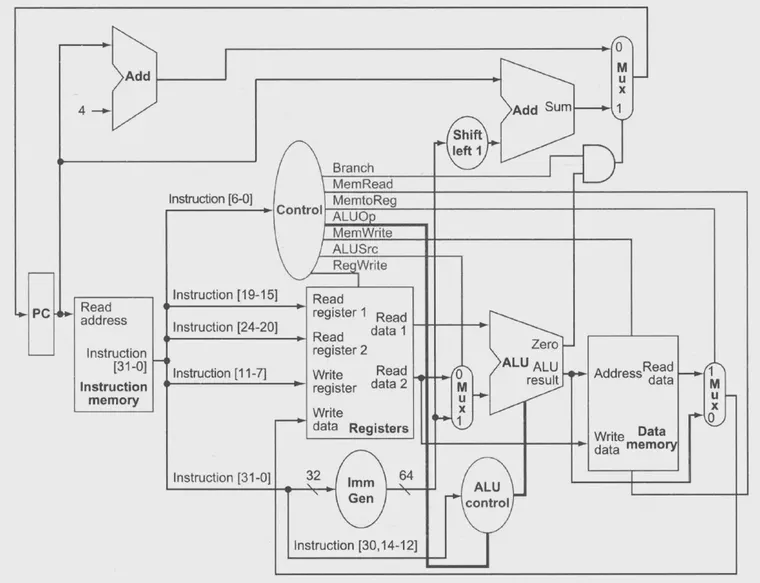 Add
4
0
Mux
1
Add Sum
Shift
left 1
Branch
MemRead
MemtoReg
ALUOp
MemWrite
ALUSrc
RegWrite
Control
Instruction [6-0]
PC
Read
address
Instruction
[31-0]
Instruction
memory
Instruction [19-15]
Instruction [24-20]
Instruction [11-7]
Read
register 1
Read
register 2
Write
register
Write
data
Read
data 1
Read
data 2
Registers
0
Mux
1
Zero
ALU ALU
result
Address
Read
data
Write
data
Data
memory
1
Mux
0
Instruction [31-0]
32
Imm
Gen
64
ALU
control
Instruction [30,14-12]